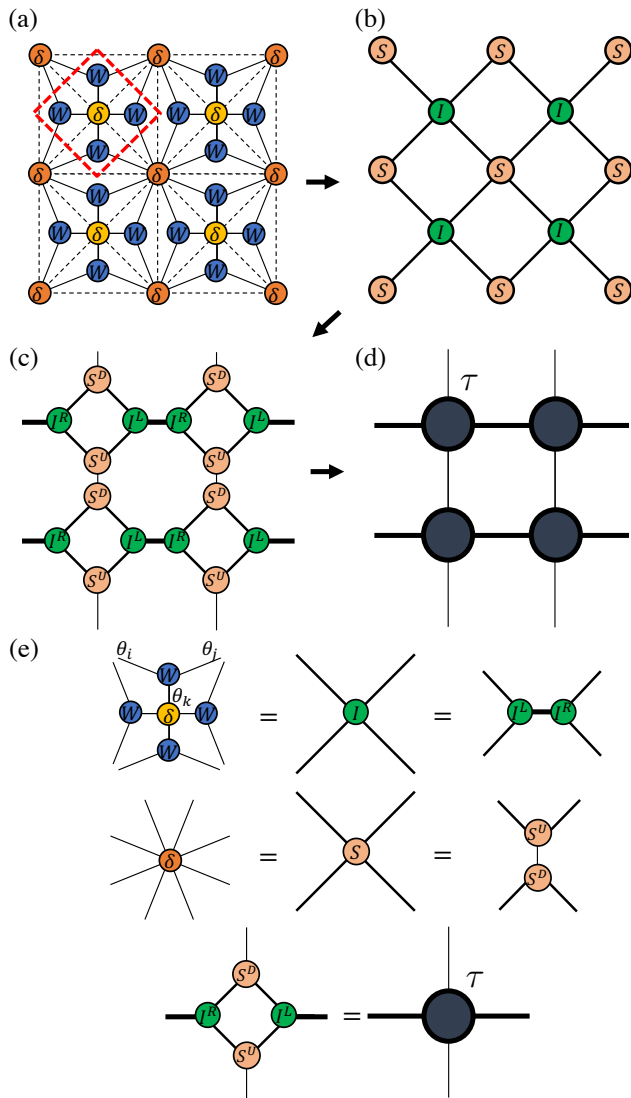 (a)
(b)
δ δ δ
W W
W δ W W δ W
W W
δ δ δ
W W
W δ W W δ W
W W
δ δ δ
S S S
I I
S S S
I I
S S S
(c)
(d)
S^D S^D
I^R I^L I^R I^L
S^U S^U
S^D S^D
I^R I^L I^R I^L
S^U S^U
τ
(e)
θ_i θ_j
W
θ_k
W δ W = I = I^L I^R
W
δ = S = S^U
S^D
S^D
τ
I^R I^L =
S^U